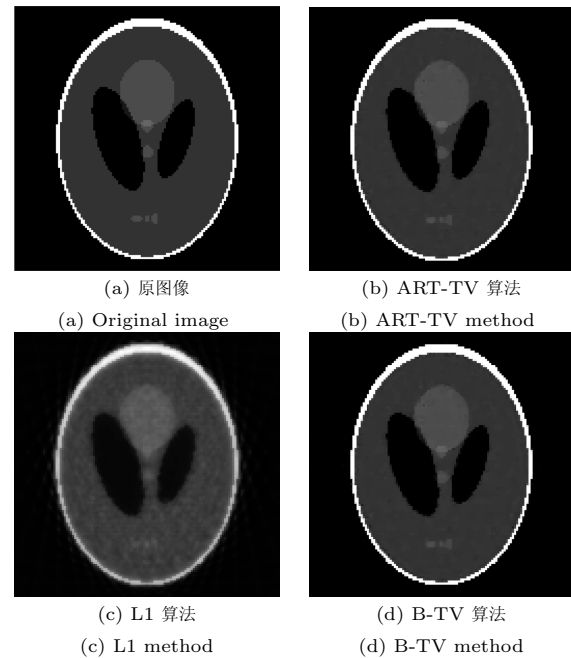 (a) 原图像
(a) Original image
(b) ART-TV 算法
(b) ART-TV method
(c) L1 算法
(c) L1 method
(d) B-TV 算法
(d) B-TV method